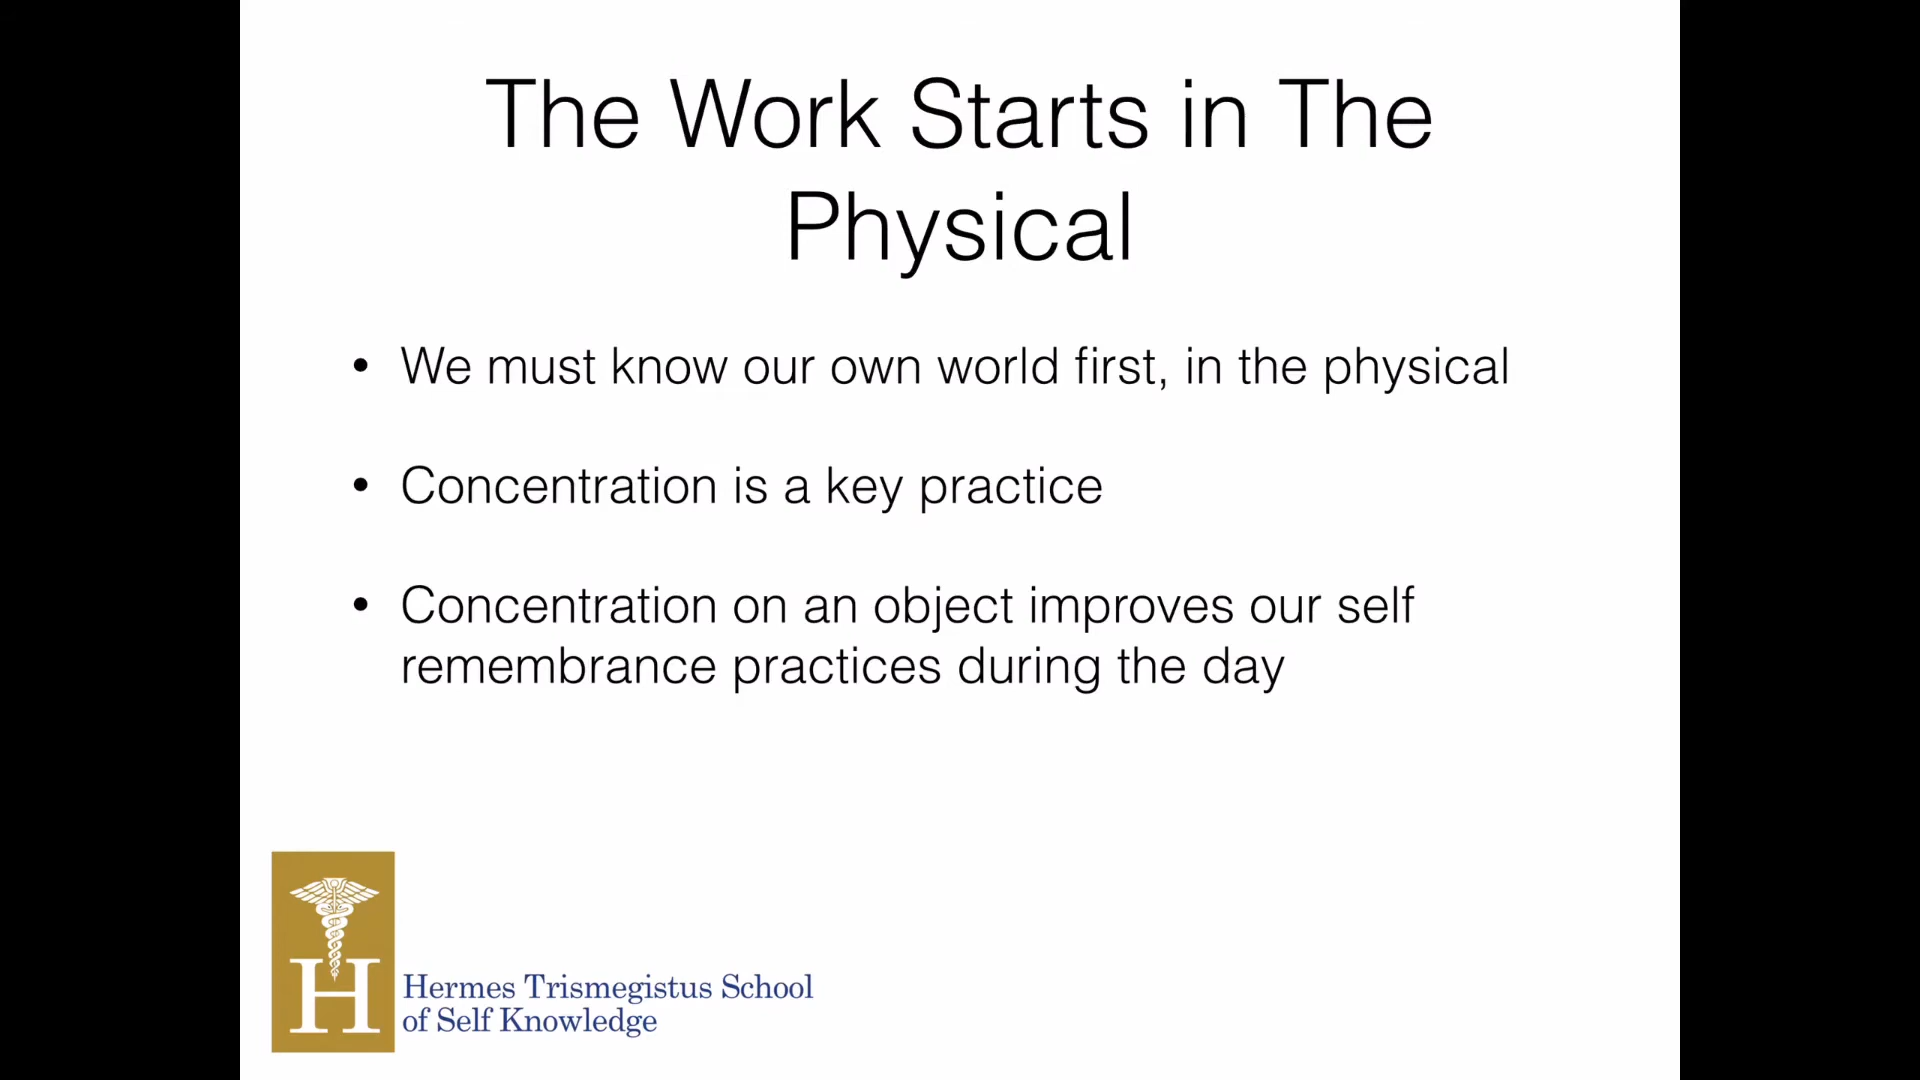 The Work Starts in The
Physical
• We must know our own world first, in the physical
• Concentration is a key practice
• Concentration on an object improves our self
remembrance practices during the day
H
Hermes Trismegistus School
of Self Knowledge